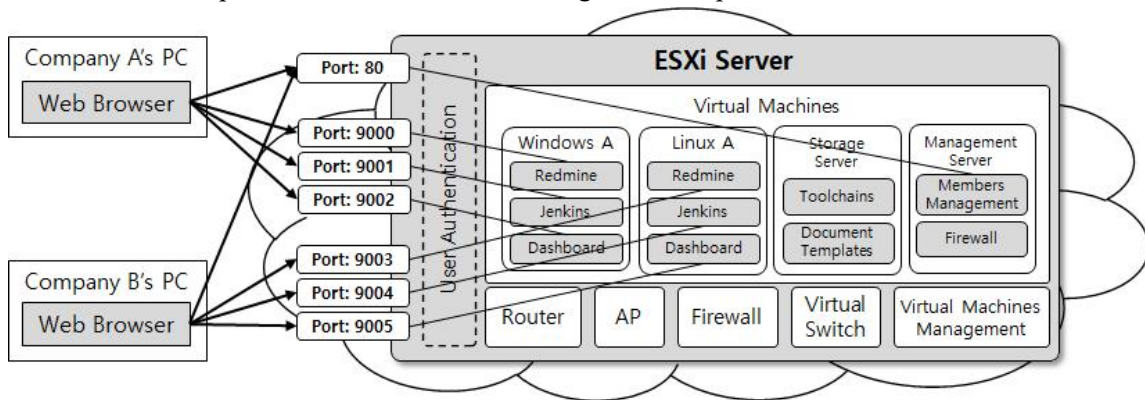 Company A's PC
Web Browser
Company B's PC
Web Browser
Port: 80
Port: 9000
Port: 9001
Port: 9002
Port: 9003
Port: 9004
Port: 9005
User Authentication
ESXi Server
Virtual Machines
Windows A
Redmine
Jenkins
Dashboard
Linux A
Redmine
Jenkins
Dashboard
Storage
Server
Toolchains
Document
Templates
Management
Server
Members
Management
Firewall
Router
AP
Firewall
Virtual
Switch
Virtual Machines
Management